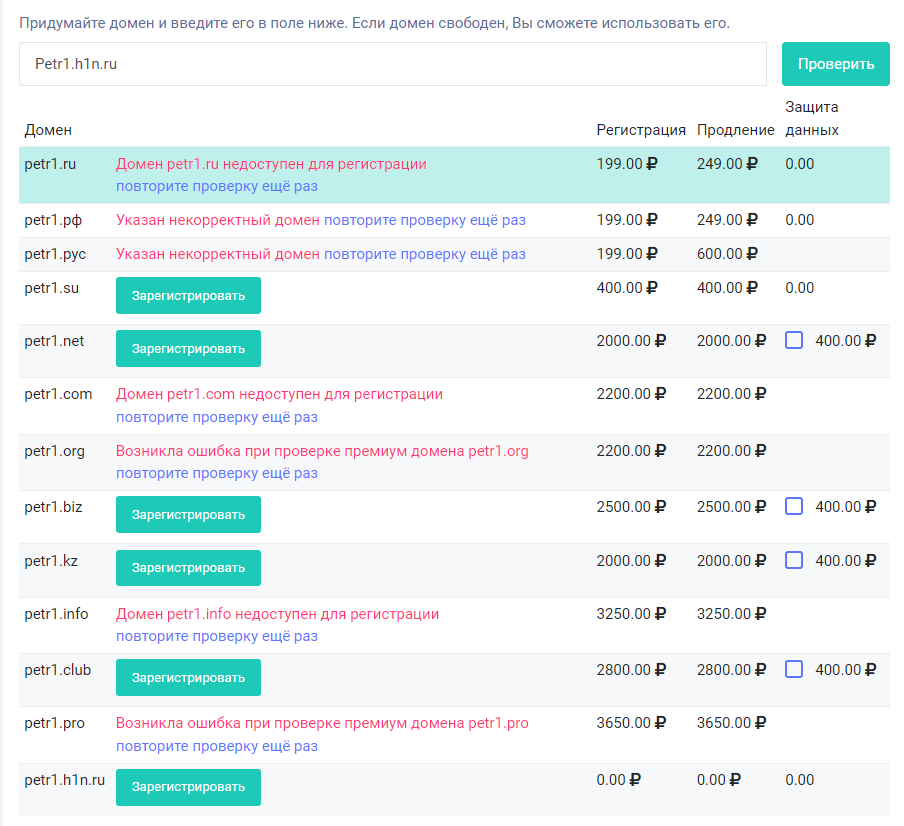 Придумайте домен и введите его в поле ниже. Если домен свободен, Вы сможете использовать его.
Petr1.h1n.ru Проверить
Домен Регистрация Продление Защита данных
petr1.ru Домен petr1.ru недоступен для регистрации 199.00 ₽ 249.00 ₽ 0.00
повторите проверку ещё раз
petr1.рф Указан некорректный домен повторите проверку ещё раз 199.00 ₽ 249.00 ₽ 0.00
petr1.рус Указан некорректный домен повторите проверку ещё раз 199.00 ₽ 600.00 ₽
petr1.su Зарегистрировать 400.00 ₽ 400.00 ₽ 0.00
petr1.net Зарегистрировать 2000.00 ₽ 2000.00 ₽ 400.00 ₽
petr1.com Домен petr1.com недоступен для регистрации 2200.00 ₽ 2200.00 ₽
повторите проверку ещё раз
petr1.org Возникла ошибка при проверке премиум домена petr1.org 2200.00 ₽ 2200.00 ₽
повторите проверку ещё раз
petr1.biz Зарегистрировать 2500.00 ₽ 2500.00 ₽ 400.00 ₽
petr1.kz Зарегистрировать 2000.00 ₽ 2000.00 ₽ 400.00 ₽
petr1.info Домен petr1.info недоступен для регистрации 3250.00 ₽ 3250.00 ₽
повторите проверку ещё раз
petr1.club Зарегистрировать 2800.00 ₽ 2800.00 ₽ 400.00 ₽
petr1.pro Возникла ошибка при проверке премиум домена petr1.pro 3650.00 ₽ 3650.00 ₽
повторите проверку ещё раз
petr1.h1n.ru Зарегистрировать 0.00 ₽ 0.00 ₽ 0.00